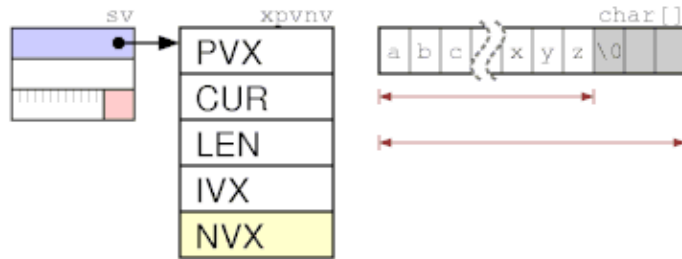 sv xpvnv char[]
PVX a b c x y z \0
CUR
LEN
IVX
NVX